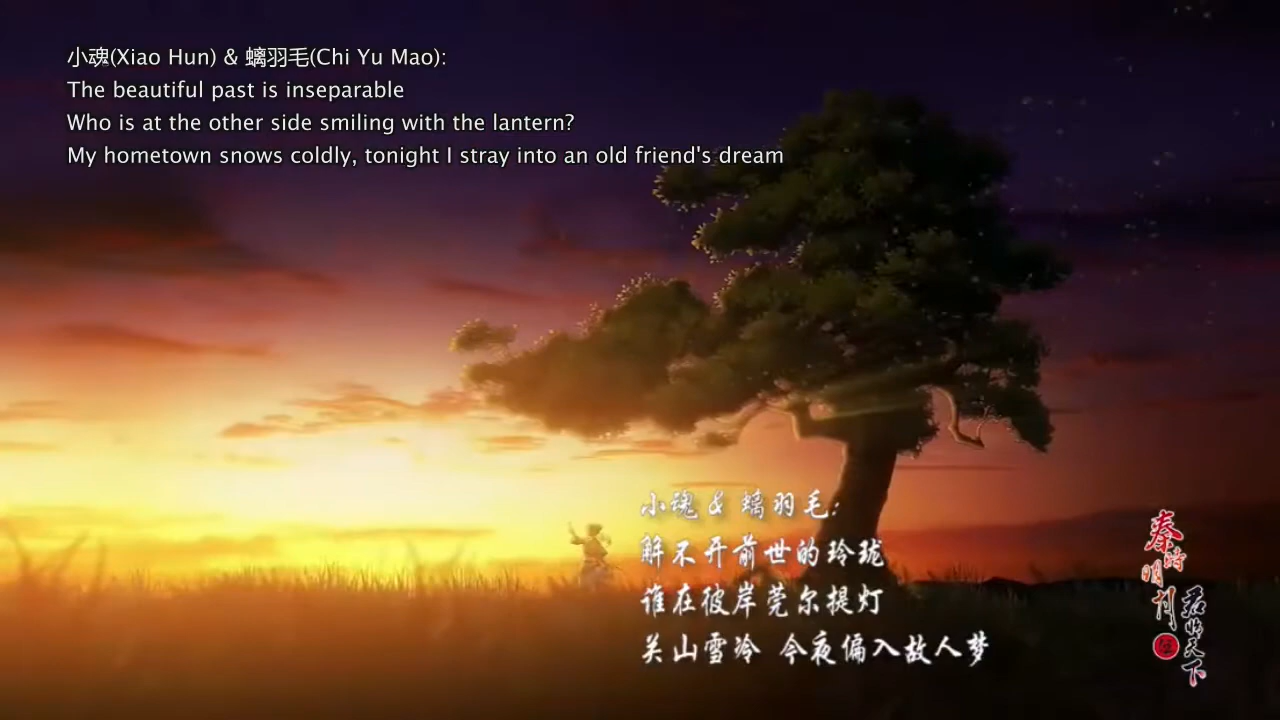 小魂(Xiao Hun) & 螭羽毛(Chi Yu Mao):
The beautiful past is inseparable
Who is at the other side smiling with the lantern?
My hometown snows coldly, tonight I stray into an old friend's dream
小魂 & 螭羽毛:
解不开前世的玲珑
谁在彼岸莞尔提灯
关山雪冷 今夜偏入故人梦
秦时明月
伍
君临天下